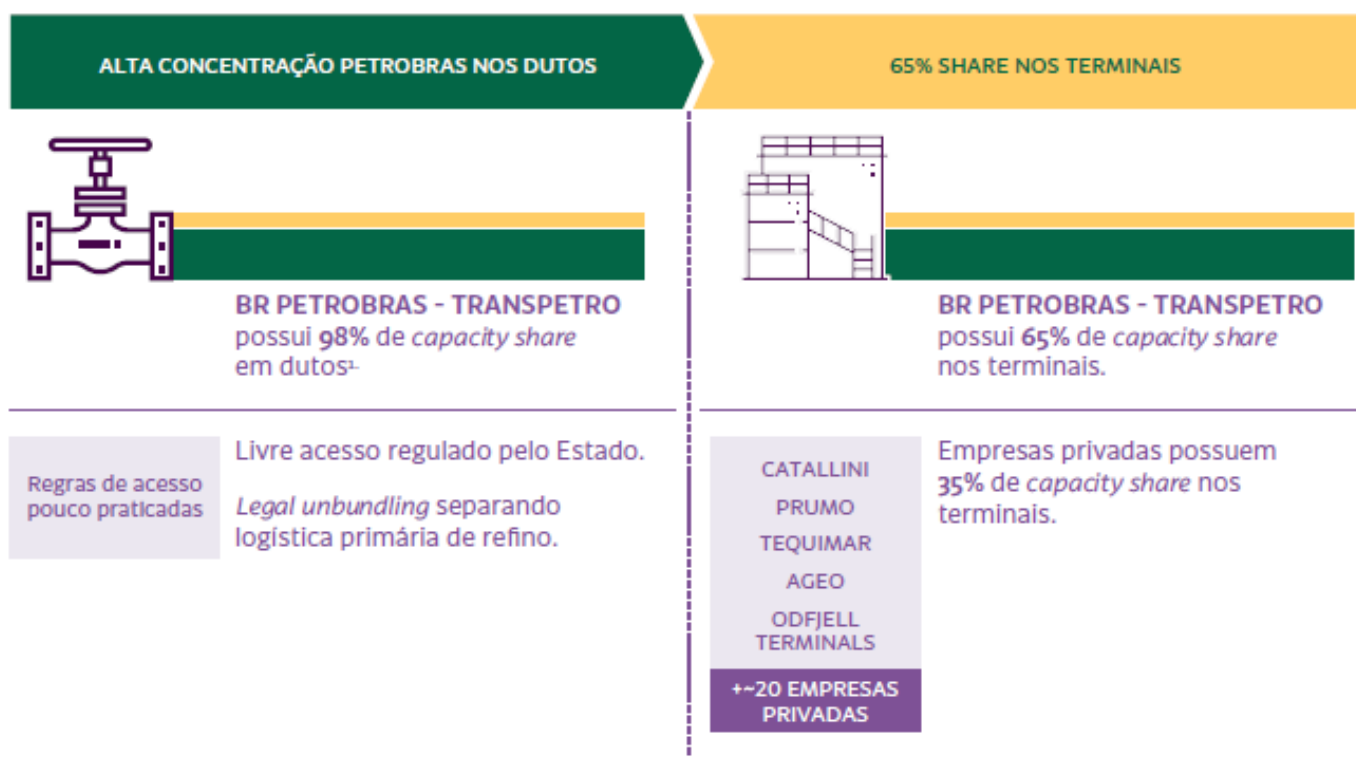 ALTA CONCENTRAÇÃO PETROBRAS NOS DUTOS
65% SHARE NOS TERMINAIS
BR PETROBRAS - TRANSPETRO
possui 98% de capacity share
em dutos¹·
BR PETROBRAS - TRANSPETRO
possui 65% de capacity share
nos terminais.
Regras de acesso
pouco praticadas
Livre acesso regulado pelo Estado.
Legal unbundling separando
logística primária de refino.
CATALLINI
PRUMO
TEQUIMAR
AGEO
ODFJELL
TERMINALS
+~20 EMPRESAS
PRIVADAS
Empresas privadas possuem
35% de capacity share nos
terminais.